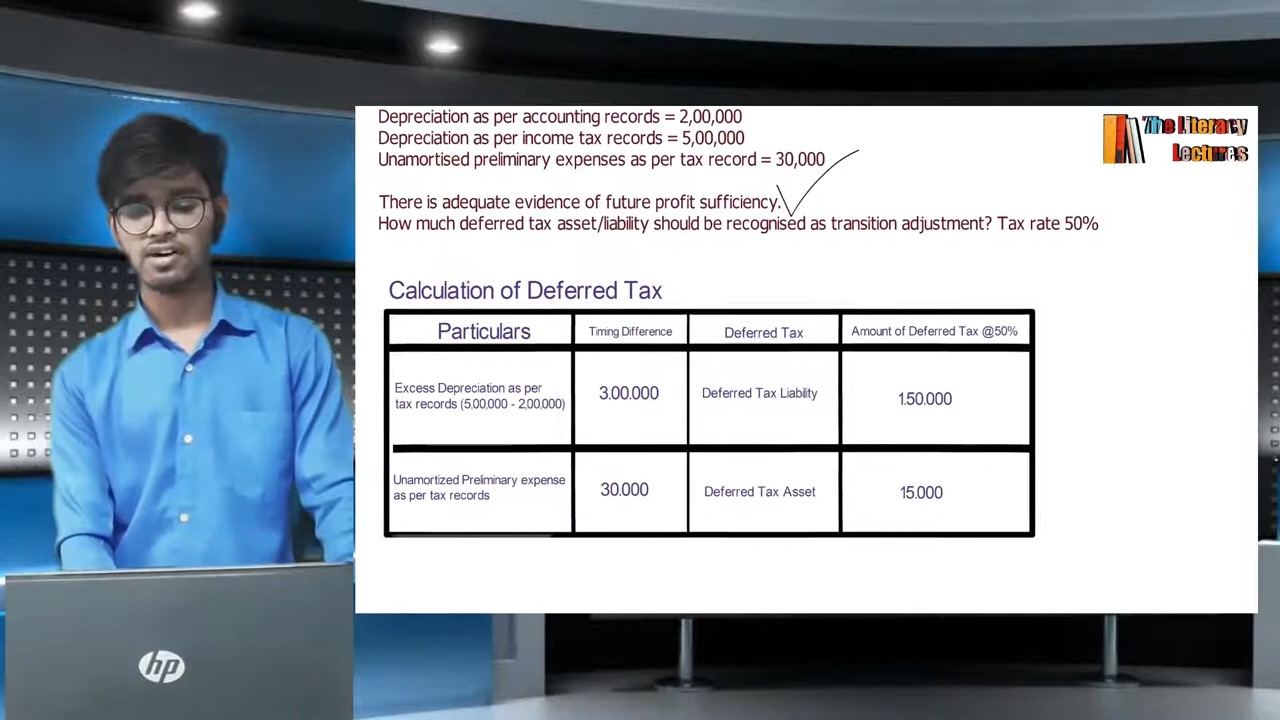 Depreciation as per accounting records = 2,00,000
Depreciation as per income tax records = 5,00,000
Unamortised preliminary expenses as per tax record = 30,000
The Literacy
Lectures
There is adequate evidence of future profit sufficiency.
How much deferred tax asset/liability should be recognised as transition adjustment? Tax rate 50%
Calculation of Deferred Tax
Particulars
Timing Difference
Deferred Tax
Amount of Deferred Tax @50%
Excess Depreciation as per
tax records (5,00,000 - 2,00,000)
3.00.000
Deferred Tax Liability
1.50.000
Unamortized Preliminary expense
as per tax records
30.000
Deferred Tax Asset
15.000
hp